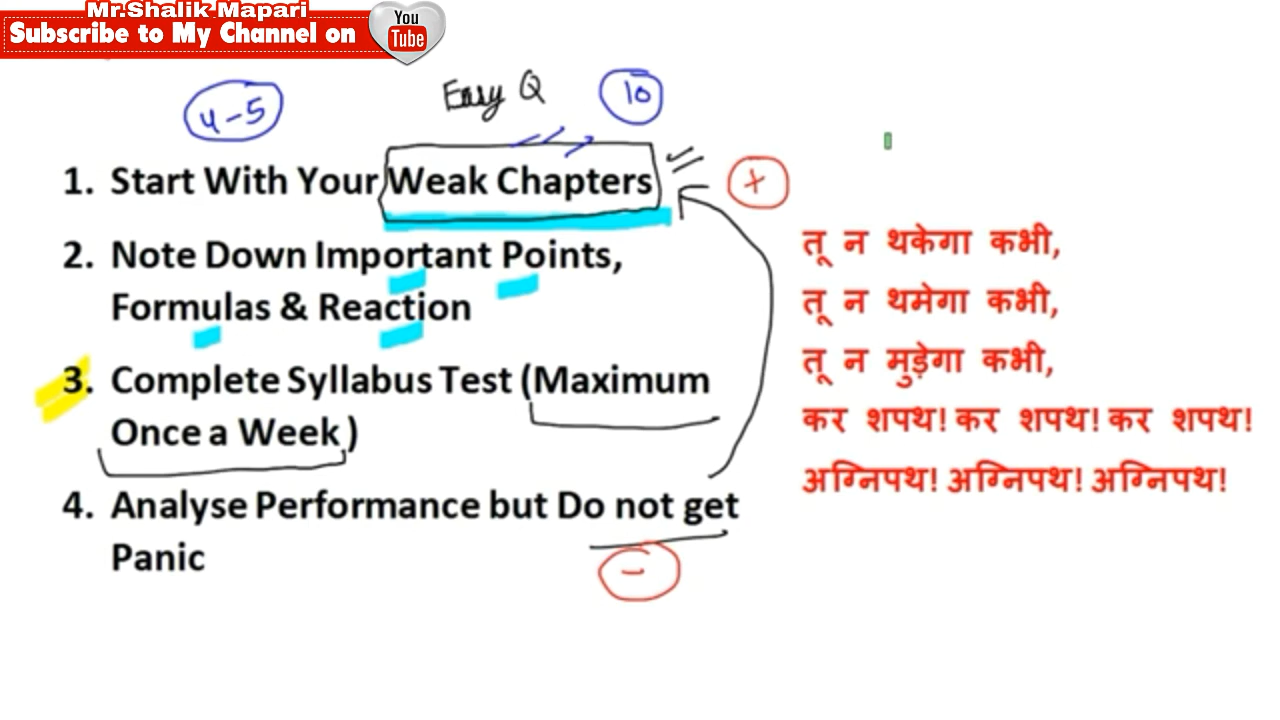 Mr.Shalik Mapari
Subscribe to My Channel on
You
Tube
4-5
Easy Q
10
1. Start With Your Weak Chapters
+
2. Note Down Important Points,
Formulas & Reaction
3. Complete Syllabus Test (Maximum
Once a Week)
4. Analyse Performance but Do not get
Panic
-
तू न थकेगा कभी,
तू न थमेगा कभी,
तू न मुड़ेगा कभी,
कर शपथ! कर शपथ! कर शपथ!
अग्निपथ! अग्निपथ! अग्निपथ!